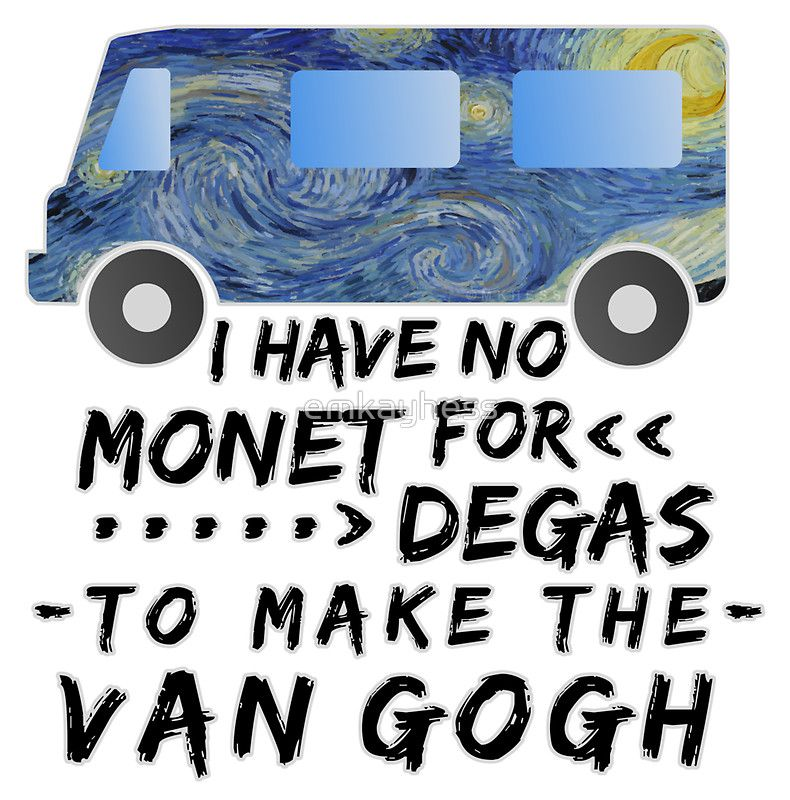 I HAVE NO
MONET FOR <<
> DEGAS
- TO MAKE THE -
VAN GOGH
emkayhess